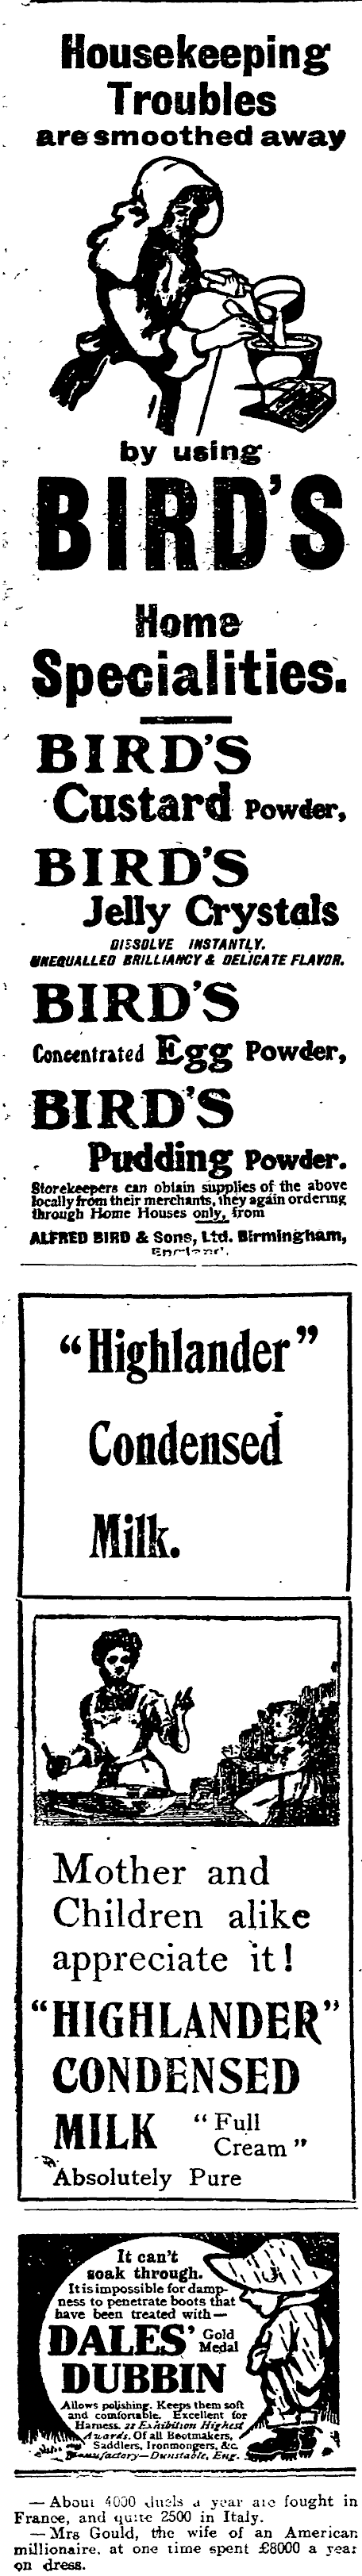 Housekeeping
Troubles
are smoothed away
by using
BIRD'S
Home
Specialities.
BIRD'S
Custard Powder,
BIRD'S
Jelly Crystals
DISSOLVE INSTANTLY.
UNEQUALLED BRILLIANCY & DELICATE FLAVOR.
BIRD'S
Concentrated Egg Powder,
BIRD'S
Pudding Powder.
Storekeepers can obtain supplies of the above
locally from their merchants, they again ordering
through Home Houses only, from
ALFRED BIRD & Sons, Ltd. Birmingham,
England.
"Highlander"
Condensed
Milk.
Mother and
Children alike
appreciate it!
"HIGHLANDER"
CONDENSED
MILK "Full
Cream"
Absolutely Pure
It can't
soak through.
It is impossible for damp-
ness to penetrate boots that
have been treated with—
DALES' Gold
Medal
DUBBIN
Allows polishing. Keeps them soft
and comfortable. Excellent for
Harness. 21 Exhibition Highest
Awards. Of all Bootmakers,
Saddlers, Ironmongers, &c.
Manufactory—Dunstable, Eng.
— About 4000 duels a year are fought in
France, and quite 2500 in Italy.
— Mrs Gould, the wife of an American
millionaire, at one time spent £8000 a year
on dress.